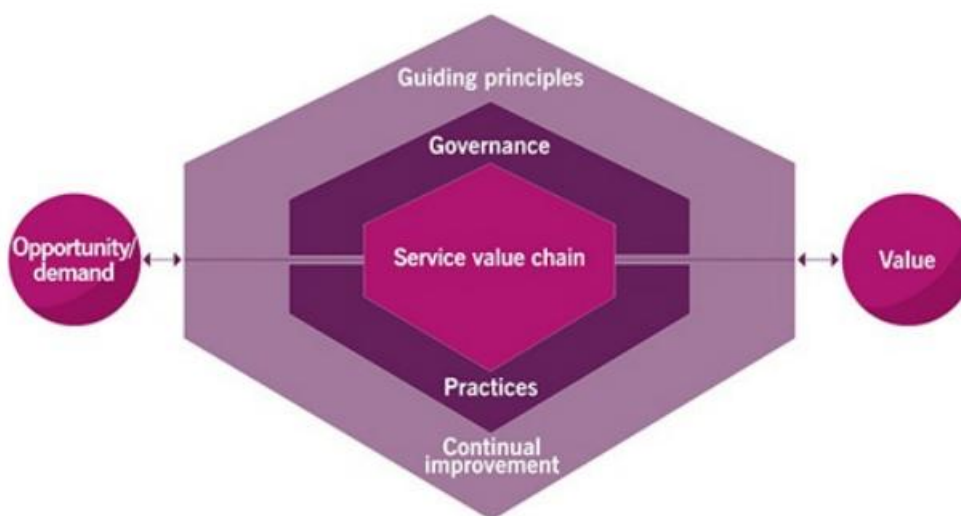 Guiding principles
Governance
Opportunity/
demand
Service value chain
Value
Practices
Continual
improvement